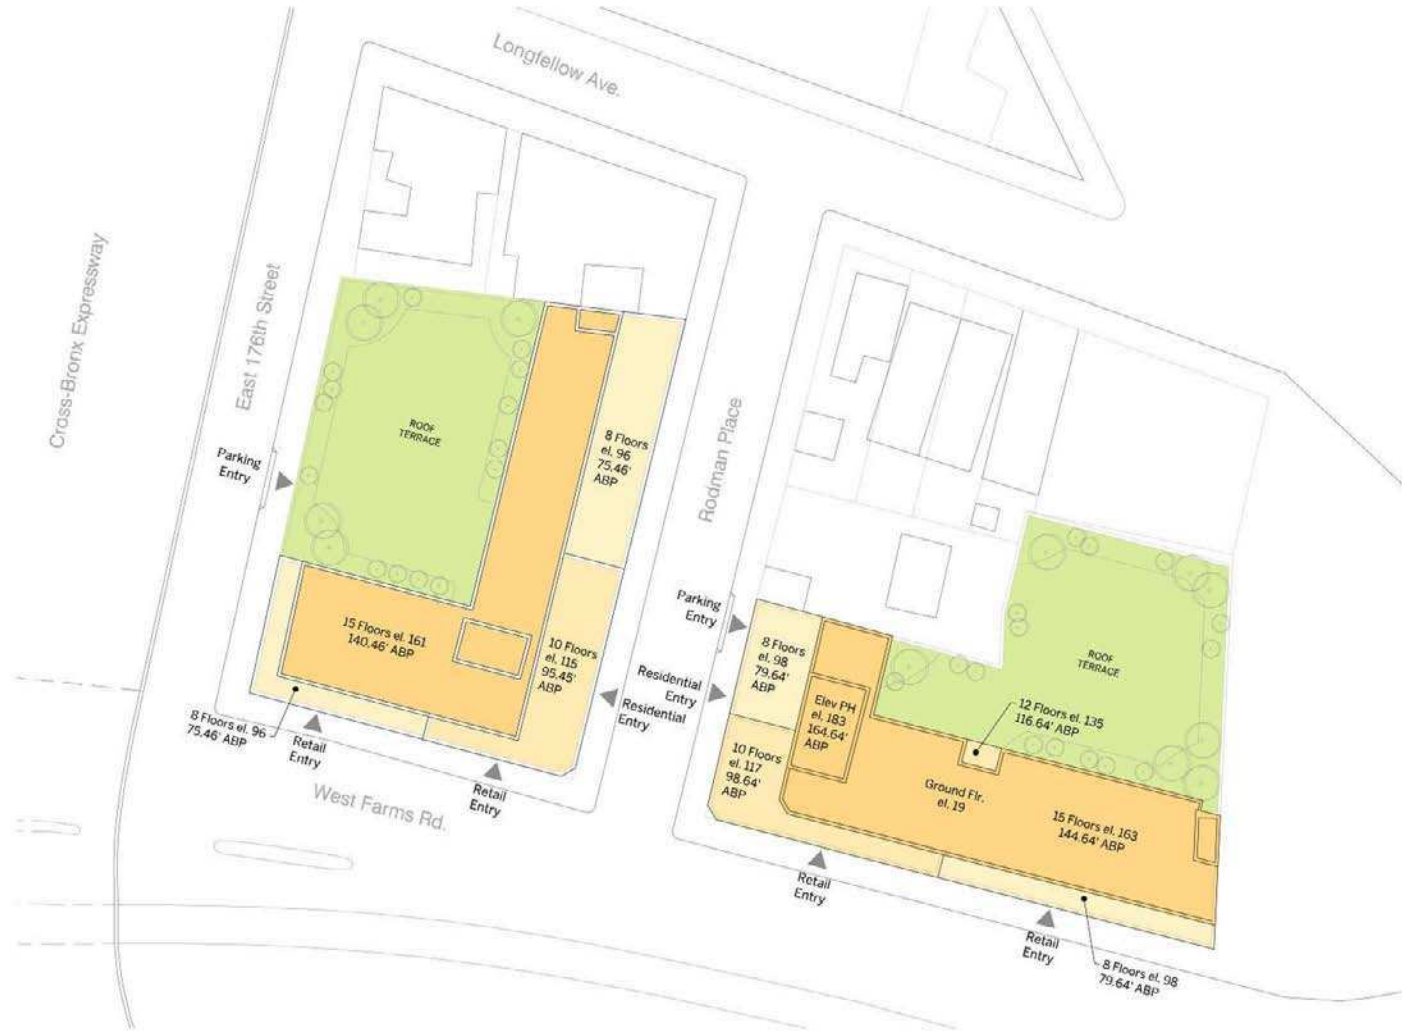 Longfellow Ave.
Cross-Bronx Expressway
East 176th Street
Rodman Place
West Farms Rd.
ROOF
TERRACE
8 Floors
el. 96
75.46'
ABP
Parking
Entry
15 Floors el. 161
140.46' ABP
10 Floors
el. 115
95.45'
ABP
8 Floors el. 96
75.46' ABP
Retail
Entry
Retail
Entry
Residential
Entry
Residential
Entry
Parking
Entry
8 Floors
el. 98
79.64'
ABP
Elev PH
el. 183
164.64'
ABP
10 Floors
el. 117
98.64'
ABP
ROOF
TERRACE
12 Floors el. 135
116.64' ABP
Ground Flr.
el. 19
15 Floors el. 163
144.64' ABP
Retail
Entry
Retail
Entry
8 Floors el. 98
79.64' ABP